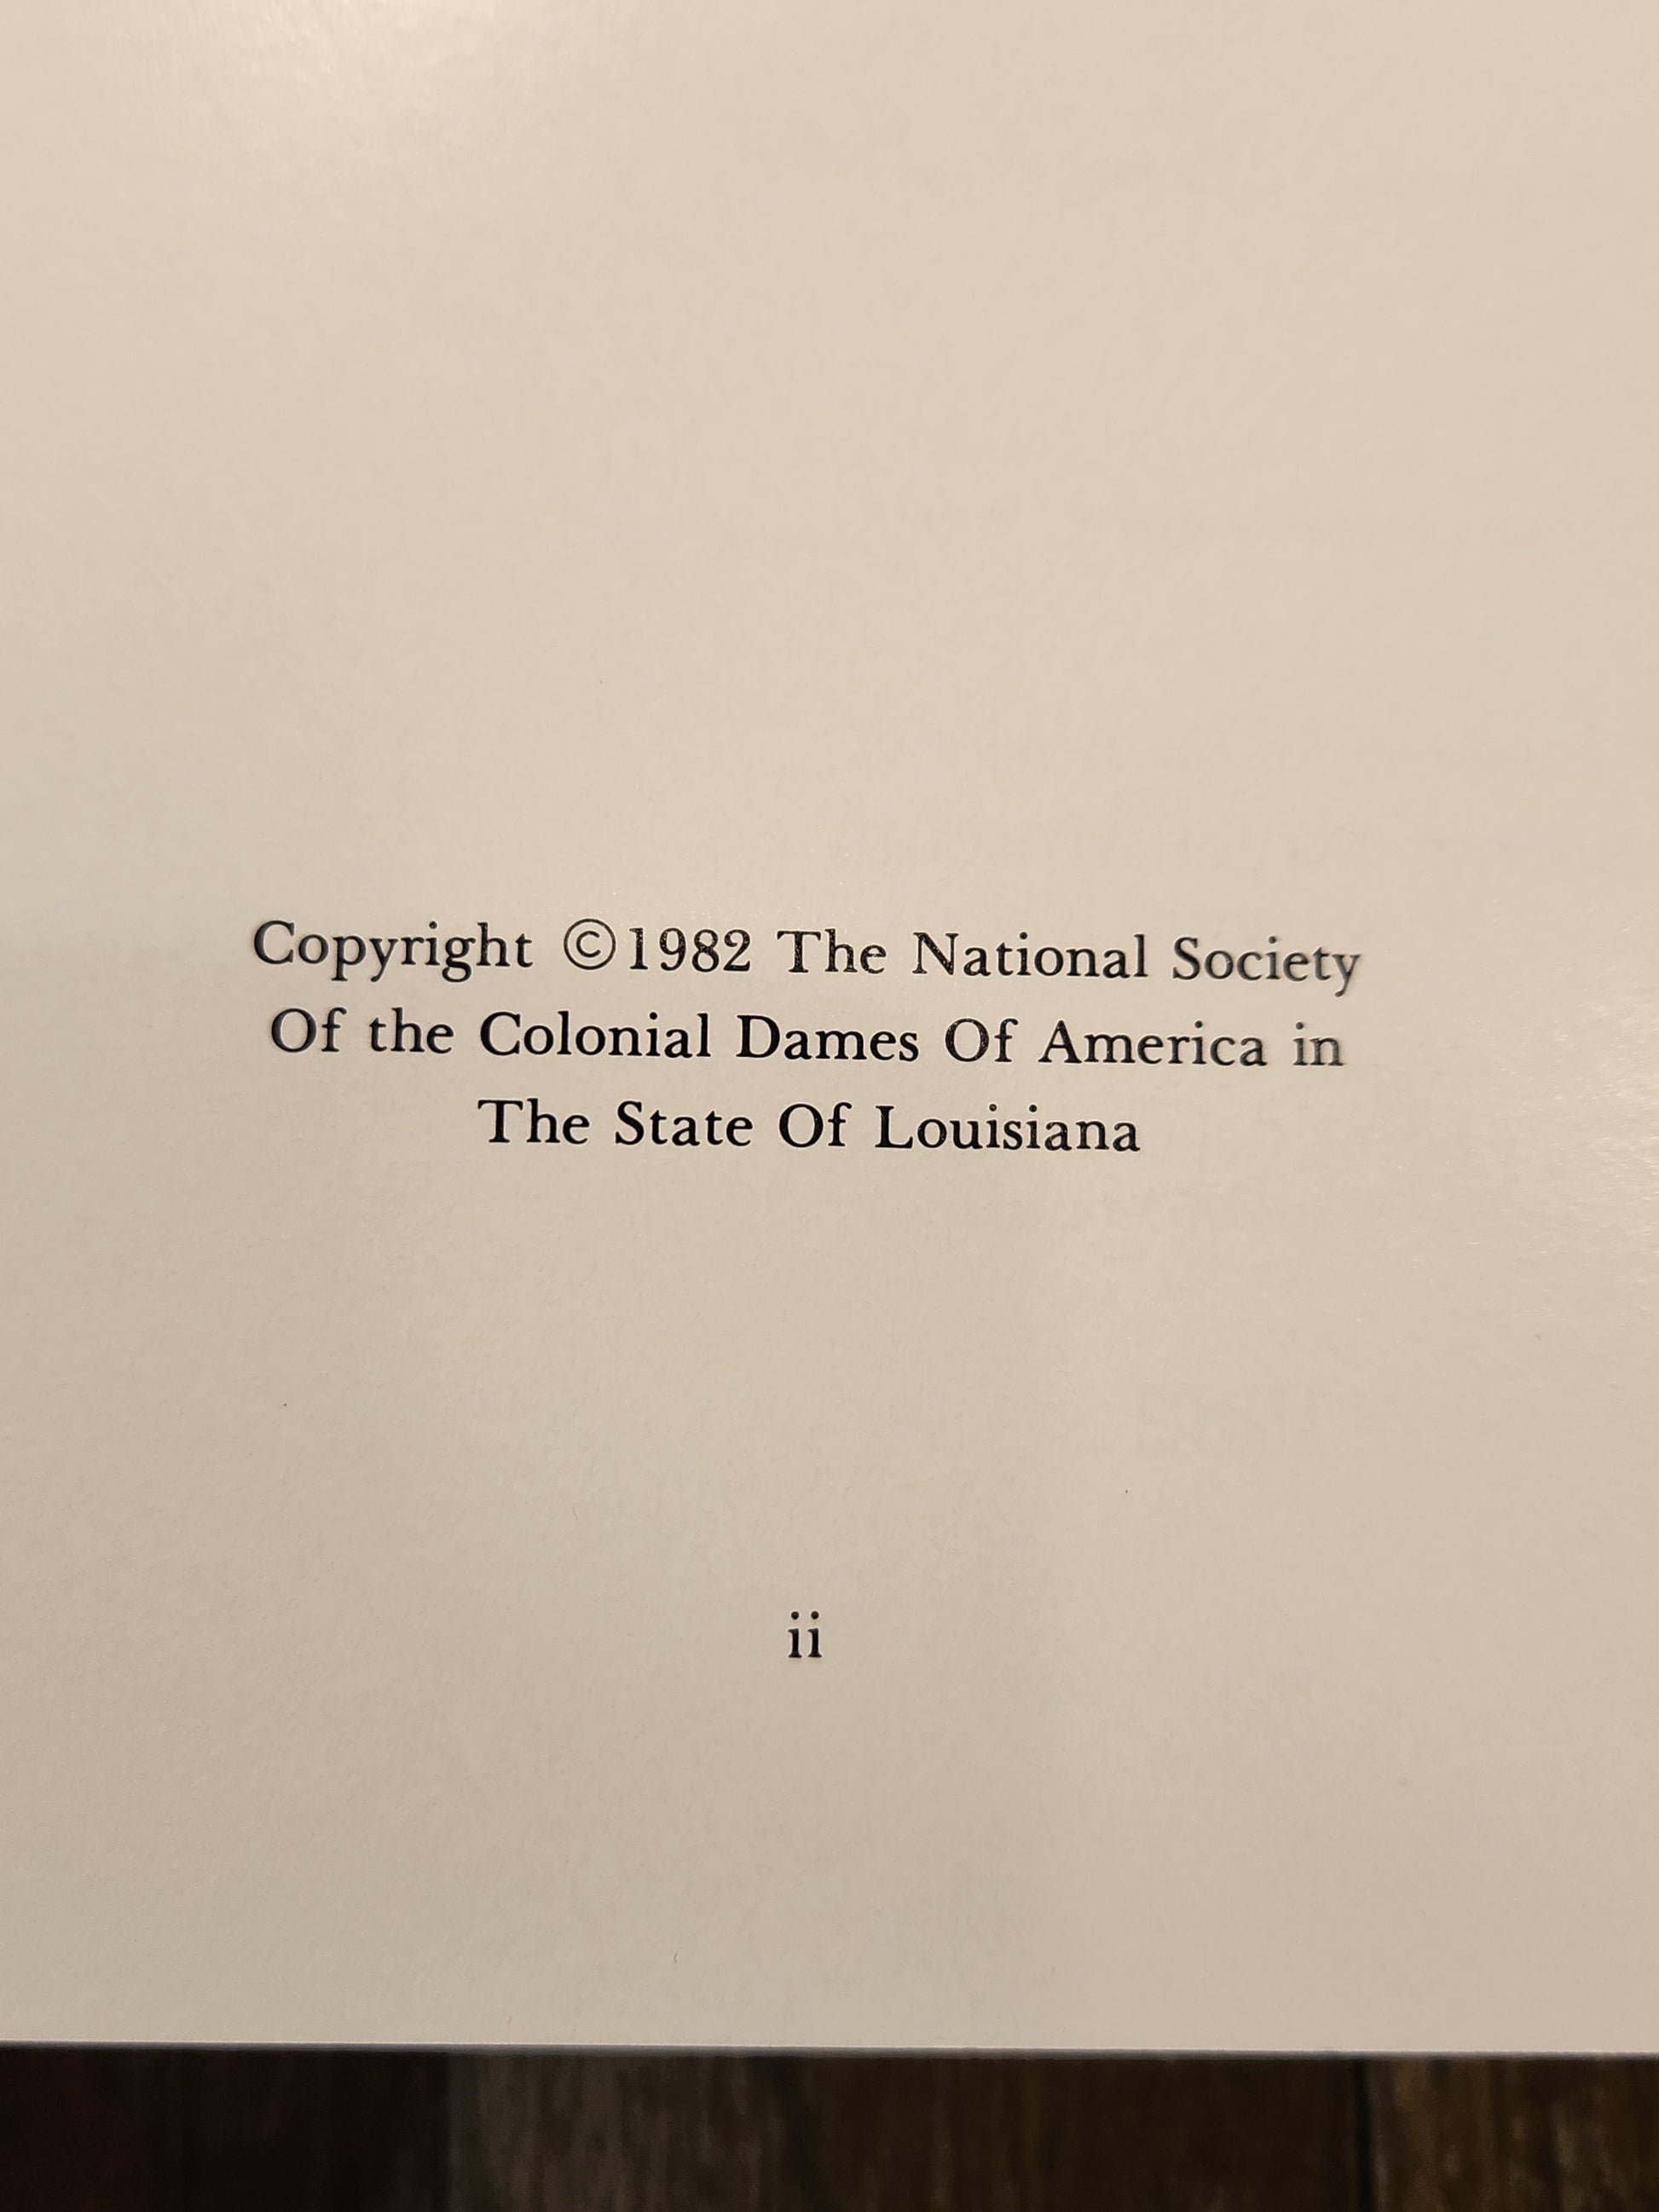 Copyright ©1982 The National Society
Of the Colonial Dames Of America in
The State Of Louisiana
ii